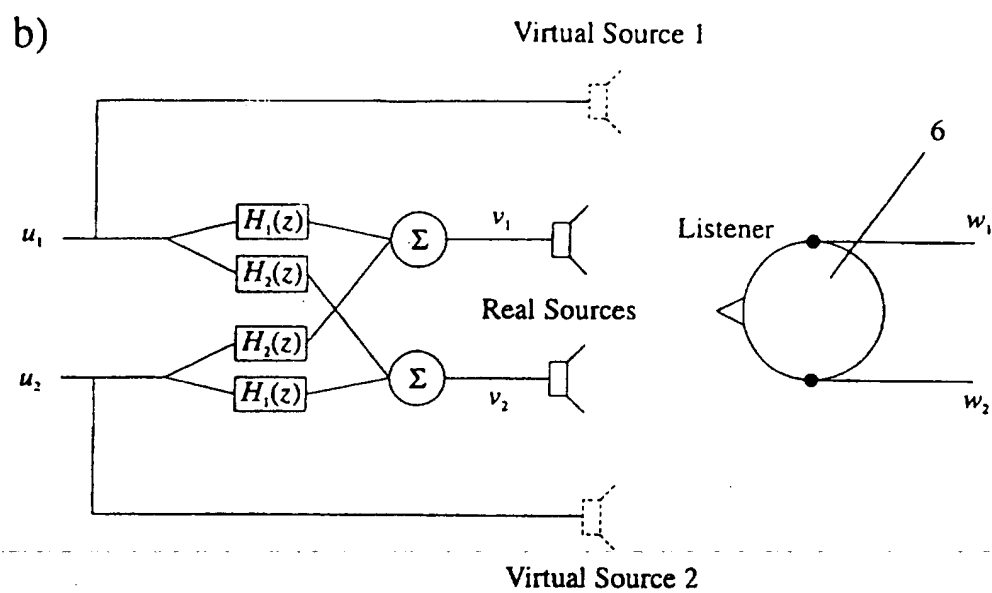 b)
Virtual Source 1
6
u₁
H₁(z)
Σ
v₁
Listener
w₁
H₂(z)
Real Sources
H₂(z)
u₂
H₁(z)
Σ
v₂
w₂
Virtual Source 2